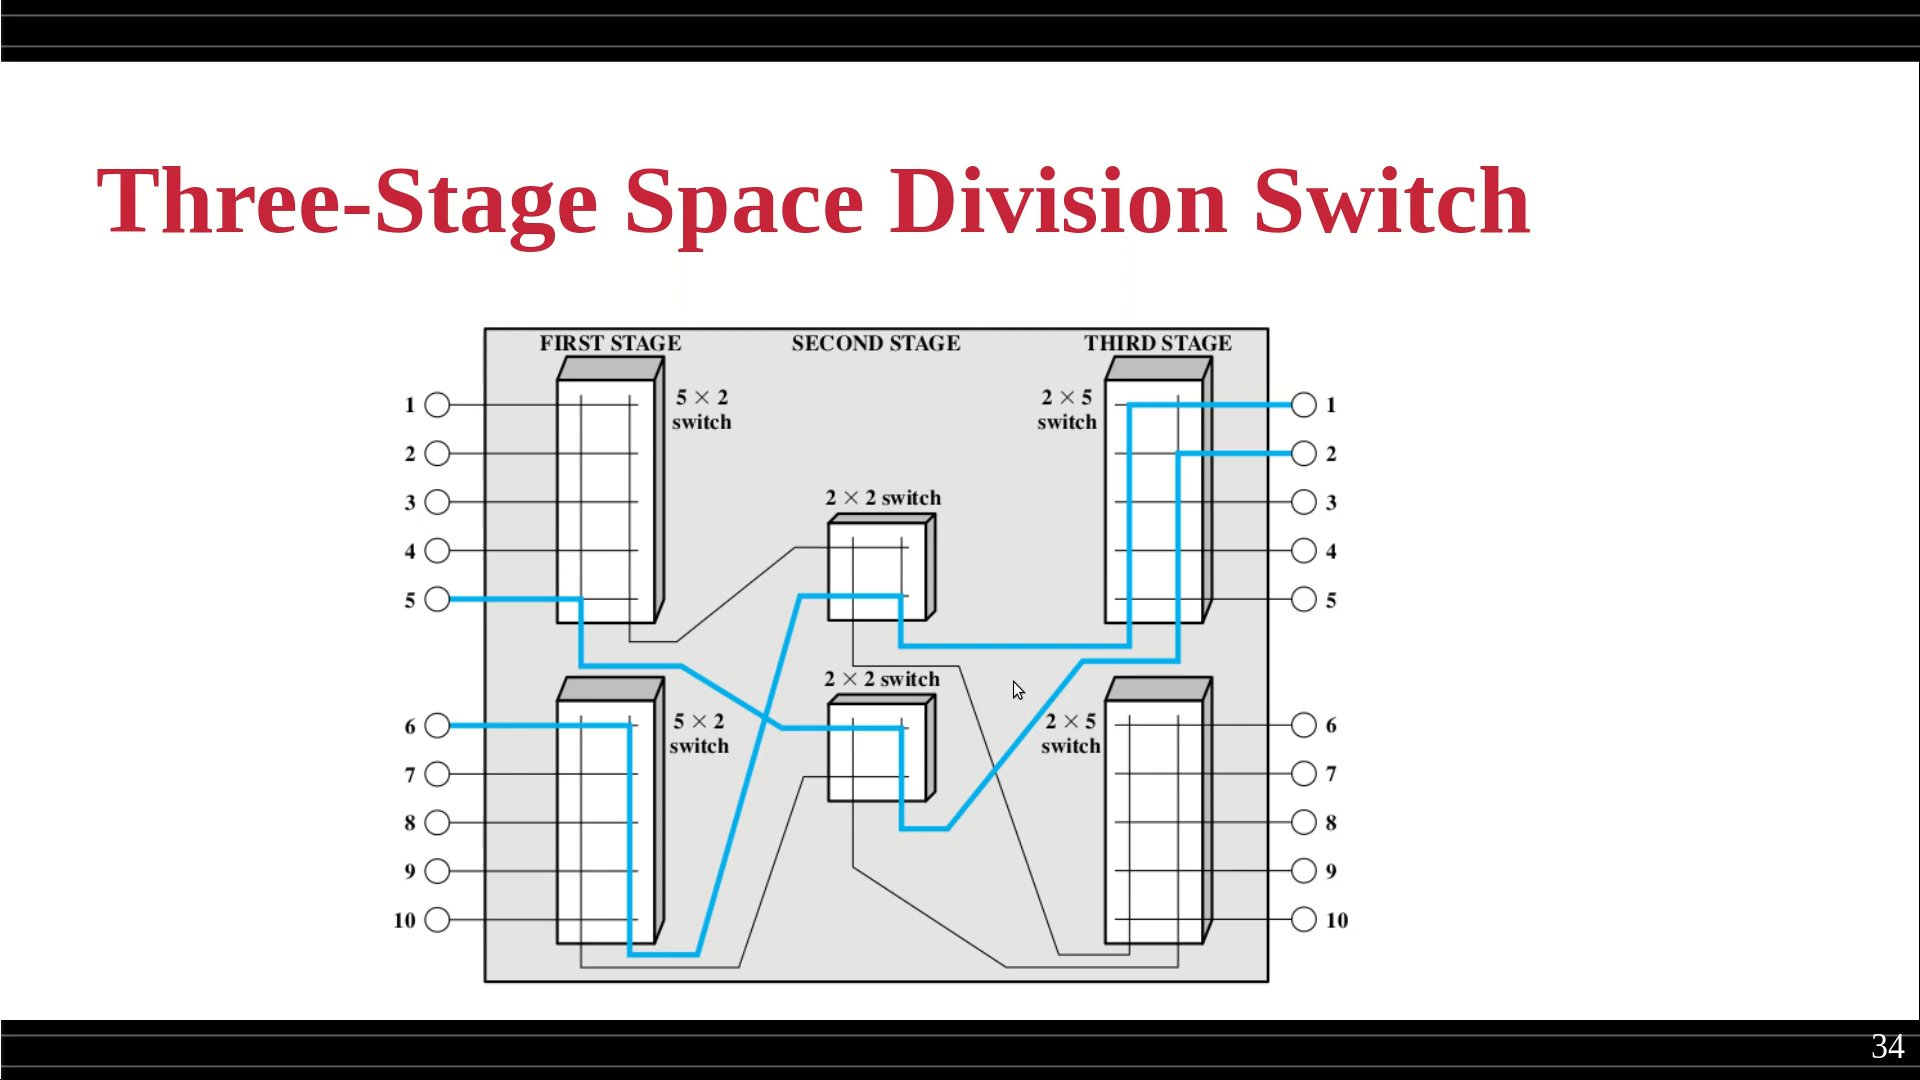 Three-Stage Space Division Switch
FIRST STAGE
SECOND STAGE
THIRD STAGE
5 × 2
switch
2 × 5
switch
1
2
3
4
5
2 × 2 switch
1
2
3
4
5
2 × 2 switch
5 × 2
switch
2 × 5
switch
6
7
8
9
10
6
7
8
9
10
34